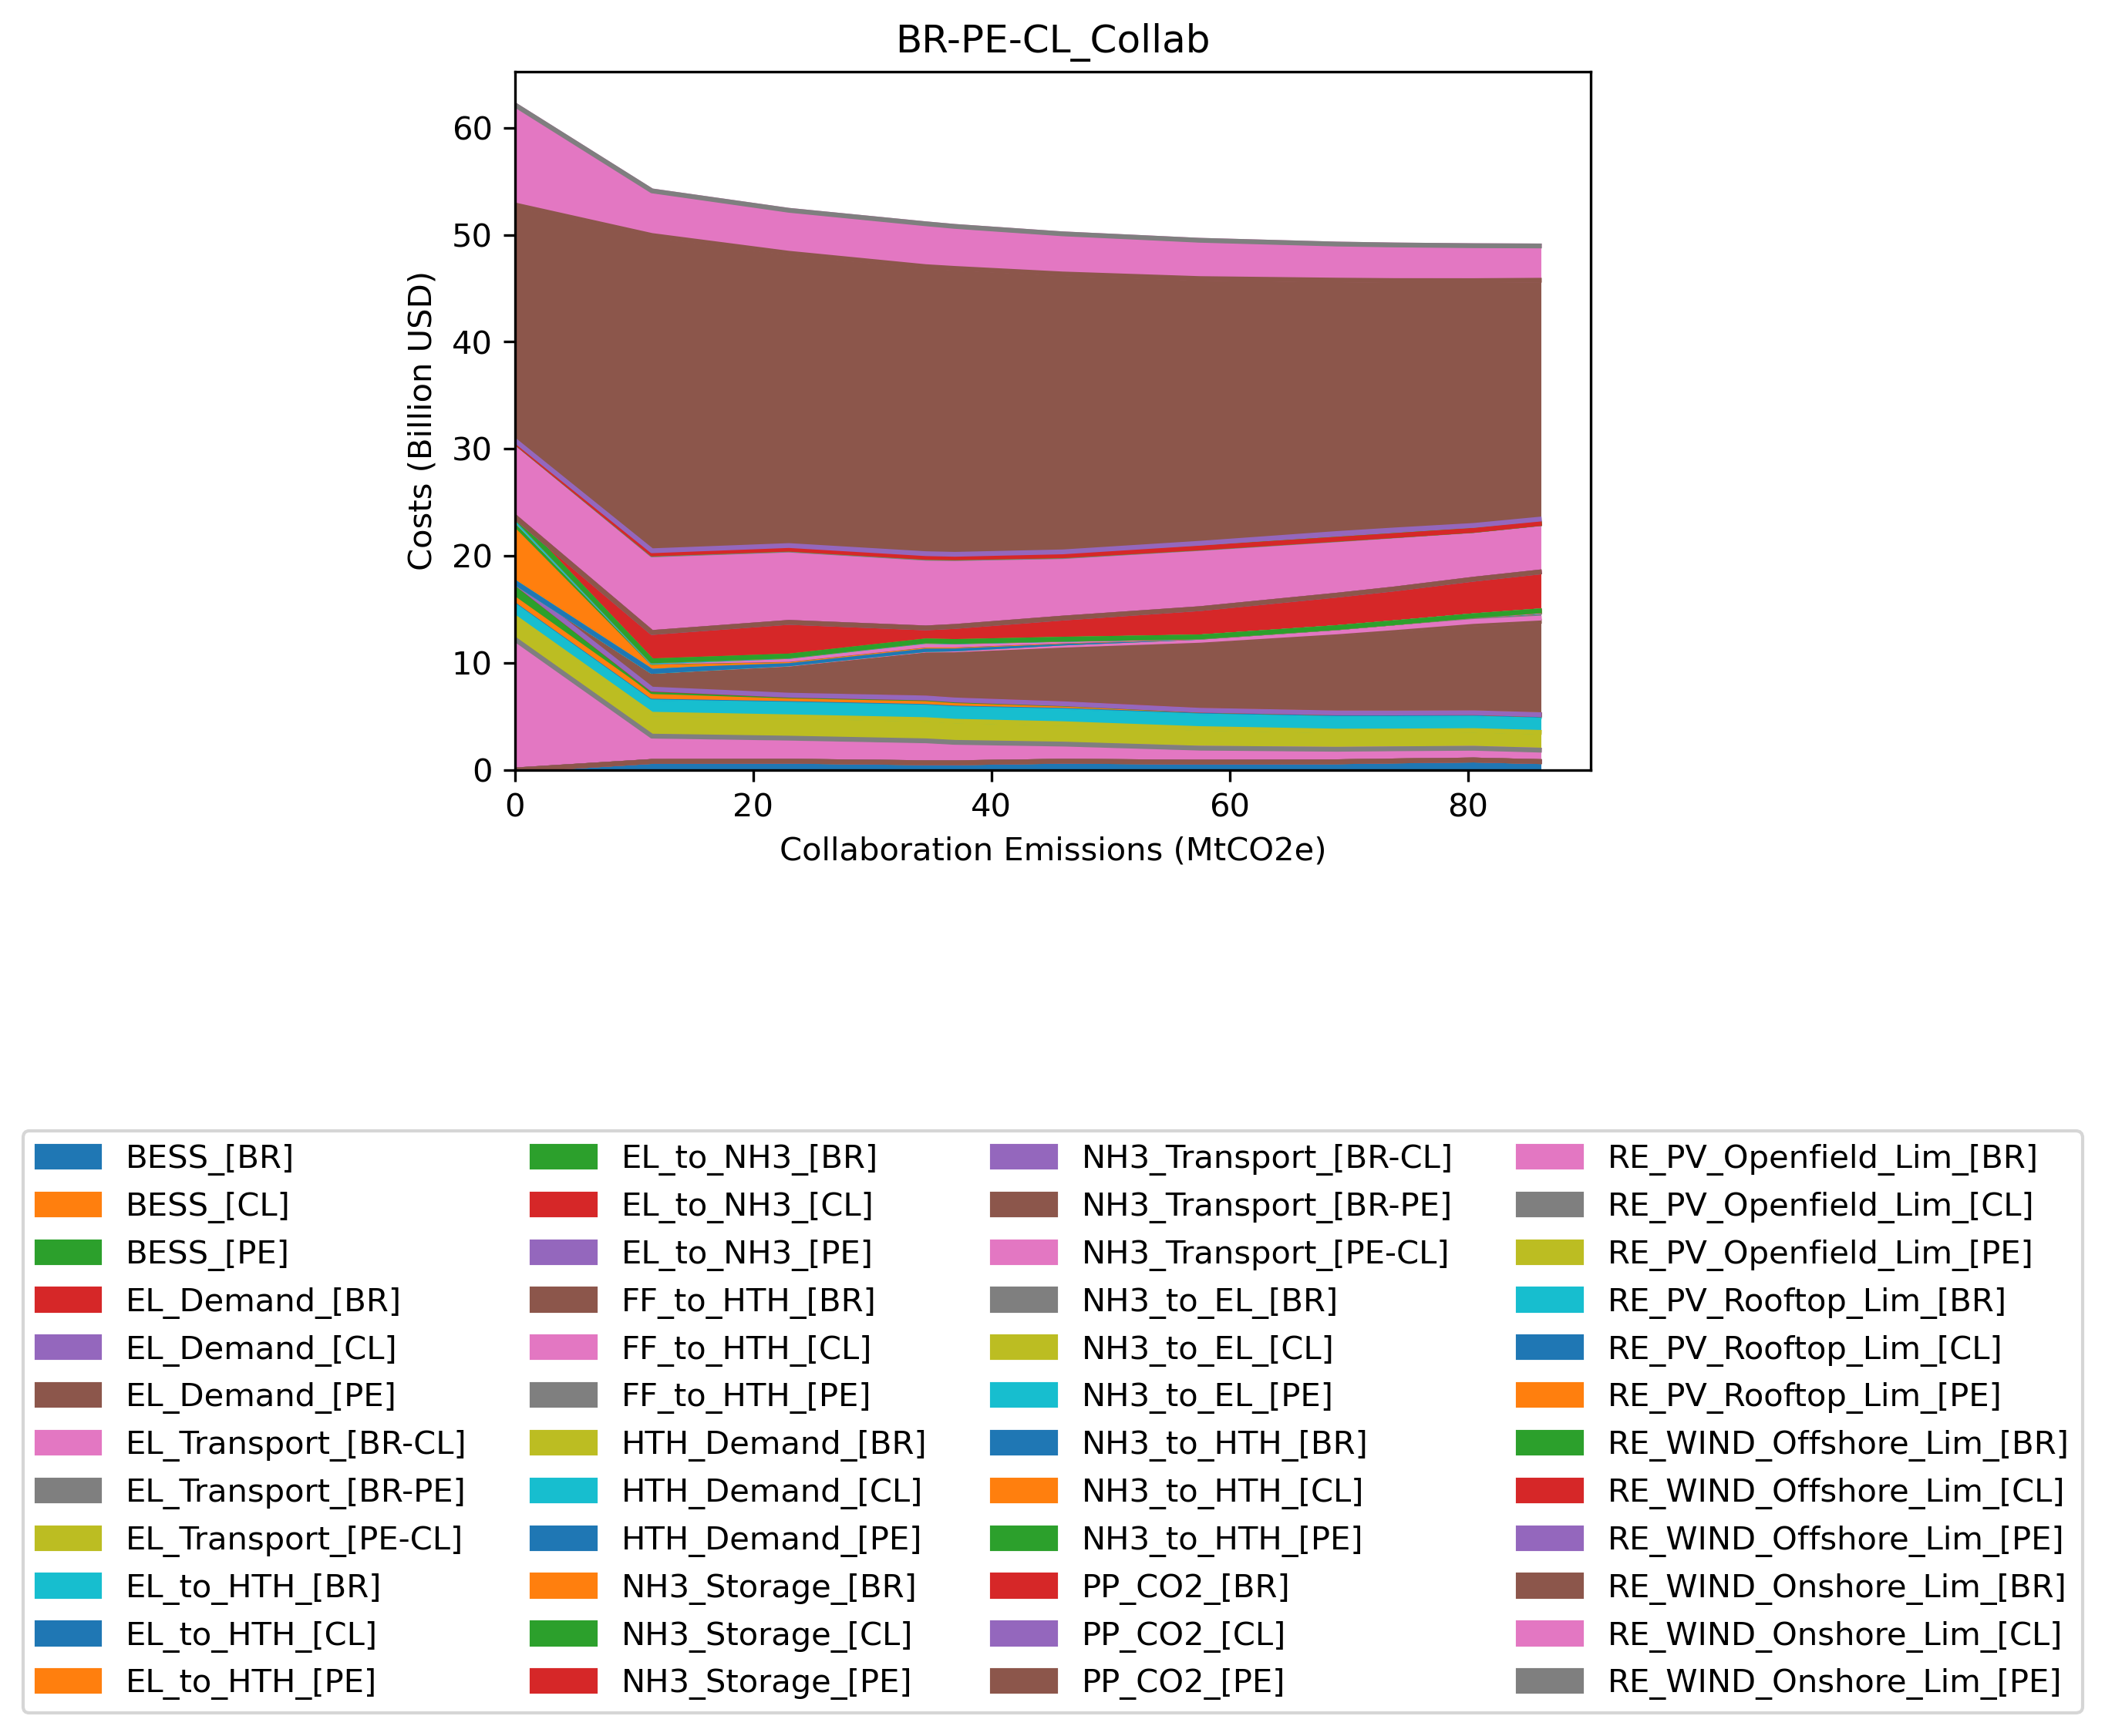 BR-PE-CL_Collab
Costs (Billion USD)
60
50
40
30
20
10
0
0 20 40 60 80
Collaboration Emissions (MtCO2e)
BESS_[BR] EL_to_NH3_[BR] NH3_Transport_[BR-CL] RE_PV_Openfield_Lim_[BR]
BESS_[CL] EL_to_NH3_[CL] NH3_Transport_[BR-PE] RE_PV_Openfield_Lim_[CL]
BESS_[PE] EL_to_NH3_[PE] NH3_Transport_[PE-CL] RE_PV_Openfield_Lim_[PE]
EL_Demand_[BR] FF_to_HTH_[BR] NH3_to_EL_[BR] RE_PV_Rooftop_Lim_[BR]
EL_Demand_[CL] FF_to_HTH_[CL] NH3_to_EL_[CL] RE_PV_Rooftop_Lim_[CL]
EL_Demand_[PE] FF_to_HTH_[PE] NH3_to_EL_[PE] RE_PV_Rooftop_Lim_[PE]
EL_Transport_[BR-CL] HTH_Demand_[BR] NH3_to_HTH_[BR] RE_WIND_Offshore_Lim_[BR]
EL_Transport_[BR-PE] HTH_Demand_[CL] NH3_to_HTH_[CL] RE_WIND_Offshore_Lim_[CL]
EL_Transport_[PE-CL] HTH_Demand_[PE] NH3_to_HTH_[PE] RE_WIND_Offshore_Lim_[PE]
EL_to_HTH_[BR] NH3_Storage_[BR] PP_CO2_[BR] RE_WIND_Onshore_Lim_[BR]
EL_to_HTH_[CL] NH3_Storage_[CL] PP_CO2_[CL] RE_WIND_Onshore_Lim_[CL]
EL_to_HTH_[PE] NH3_Storage_[PE] PP_CO2_[PE] RE_WIND_Onshore_Lim_[PE]